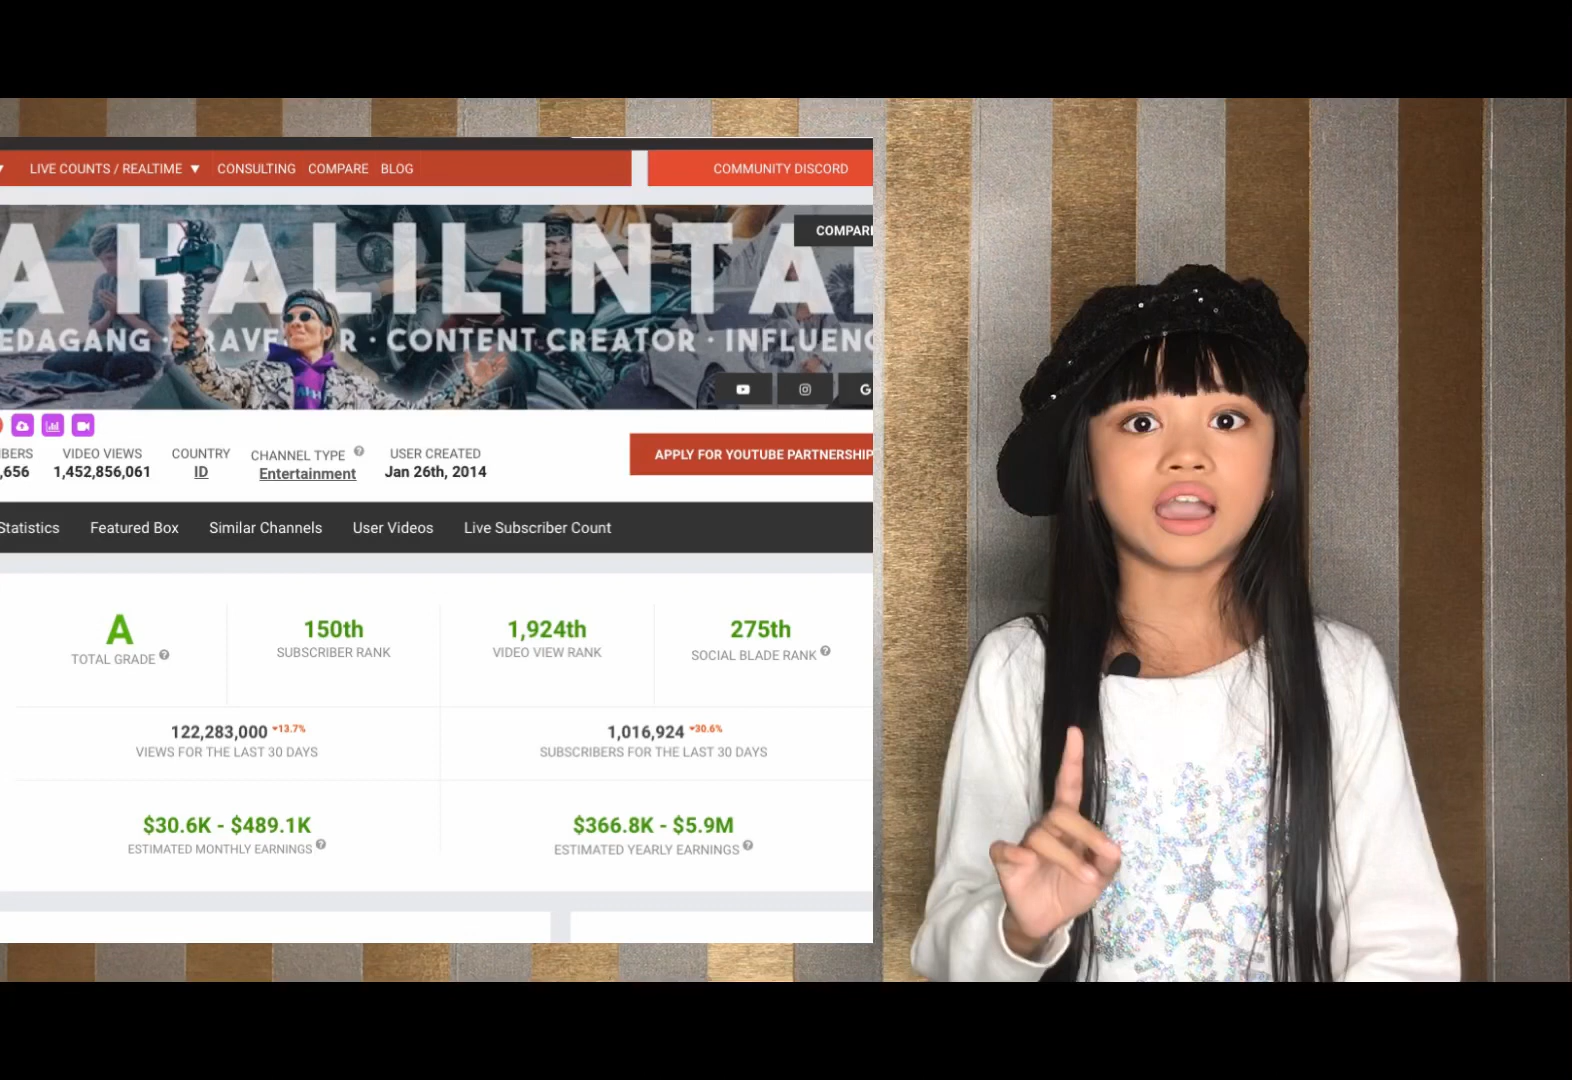 LIVE COUNTS / REALTIME ▼ CONSULTING COMPARE BLOG COMMUNITY DISCORD
COMPAR
A HALILINTA
EDAGANG · RAVE R · CONTENT CREATOR · INFLUENC
BERS VIDEO VIEWS COUNTRY CHANNEL TYPE USER CREATED
,656 1,452,856,061 ID Entertainment Jan 26th, 2014
APPLY FOR YOUTUBE PARTNERSHIP
Statistics Featured Box Similar Channels User Videos Live Subscriber Count
A 150th 1,924th 275th
TOTAL GRADE SUBSCRIBER RANK VIDEO VIEW RANK SOCIAL BLADE RANK
122,283,000 -13.7% 1,016,924 -30.6%
VIEWS FOR THE LAST 30 DAYS SUBSCRIBERS FOR THE LAST 30 DAYS
$30.6K - $489.1K $366.8K - $5.9M
ESTIMATED MONTHLY EARNINGS ESTIMATED YEARLY EARNINGS